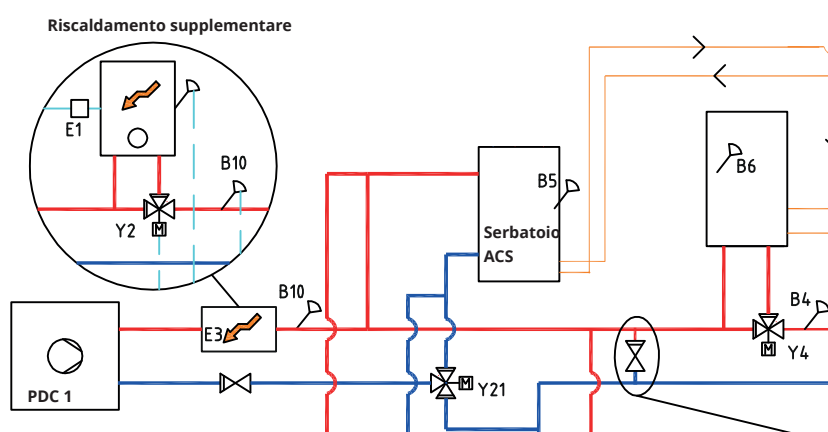 Riscaldamento supplementare
E1
B10
Y2
M
B5
B6
Serbatoio
ACS
B10
B4
E3
M
Y4
PDC 1
M
Y21